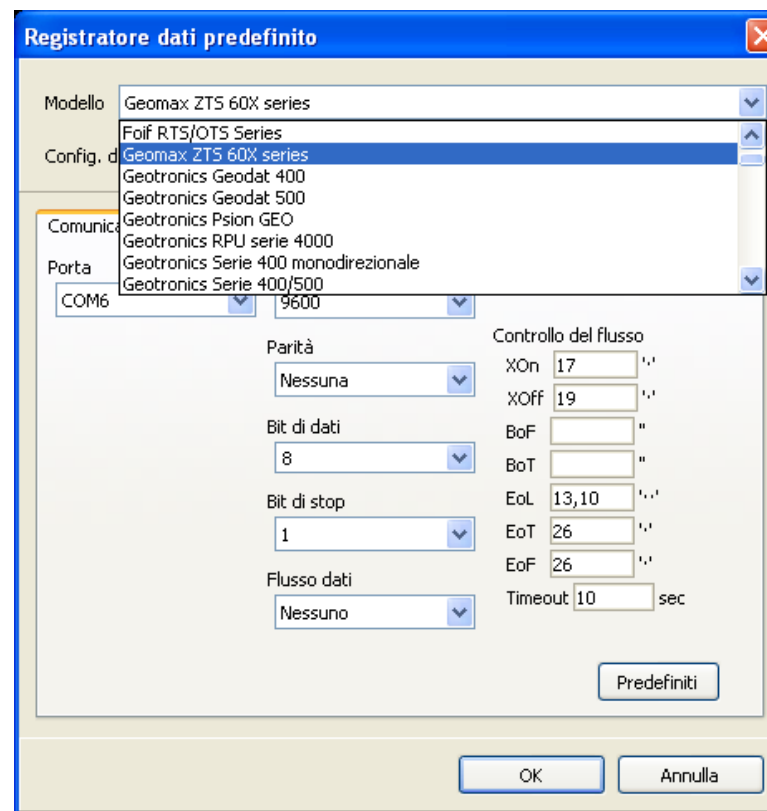 Registratore dati predefinito
Modello Geomax ZTS 60X series
Foif RTS/OTS Series
Config. d Geomax ZTS 60X series
Geotronics Geodat 400
Geotronics Geodat 500
Comunica Geotronics Psion GEO
Geotronics RPU serie 4000
Porta Geotronics Serie 400 monodirezionale
Geotronics Serie 400/500
COM6 9600
Controllo del flusso
Parità
XOn 17 '·'
Nessuna
XOff 19 '·'
Bit di dati
BoF ''
8
BoT ''
Bit di stop
EoL 13,10 '··'
1
EoT 26 '·'
EoF 26 '·'
Flusso dati
Timeout 10 sec
Nessuno
Predefiniti
OK Annulla